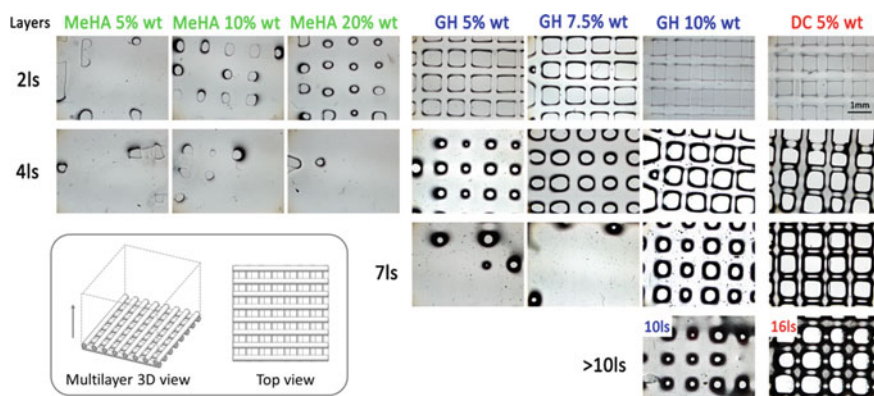 Layers MeHA 5% wt MeHA 10% wt MeHA 20% wt GH 5% wt GH 7.5% wt GH 10% wt DC 5% wt
2ls
1mm
4ls
7ls
10ls 16ls
>10ls
Multilayer 3D view Top view